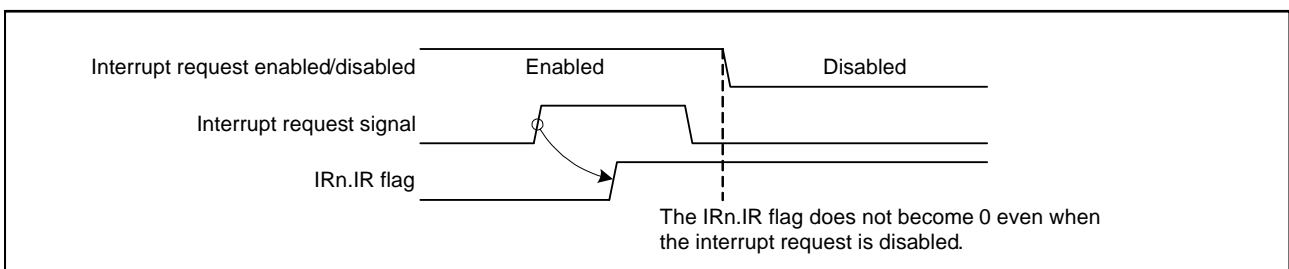 Interrupt request enabled/disabled Enabled Disabled
Interrupt request signal
IRn.IR flag
The IRn.IR flag does not become 0 even when
the interrupt request is disabled.